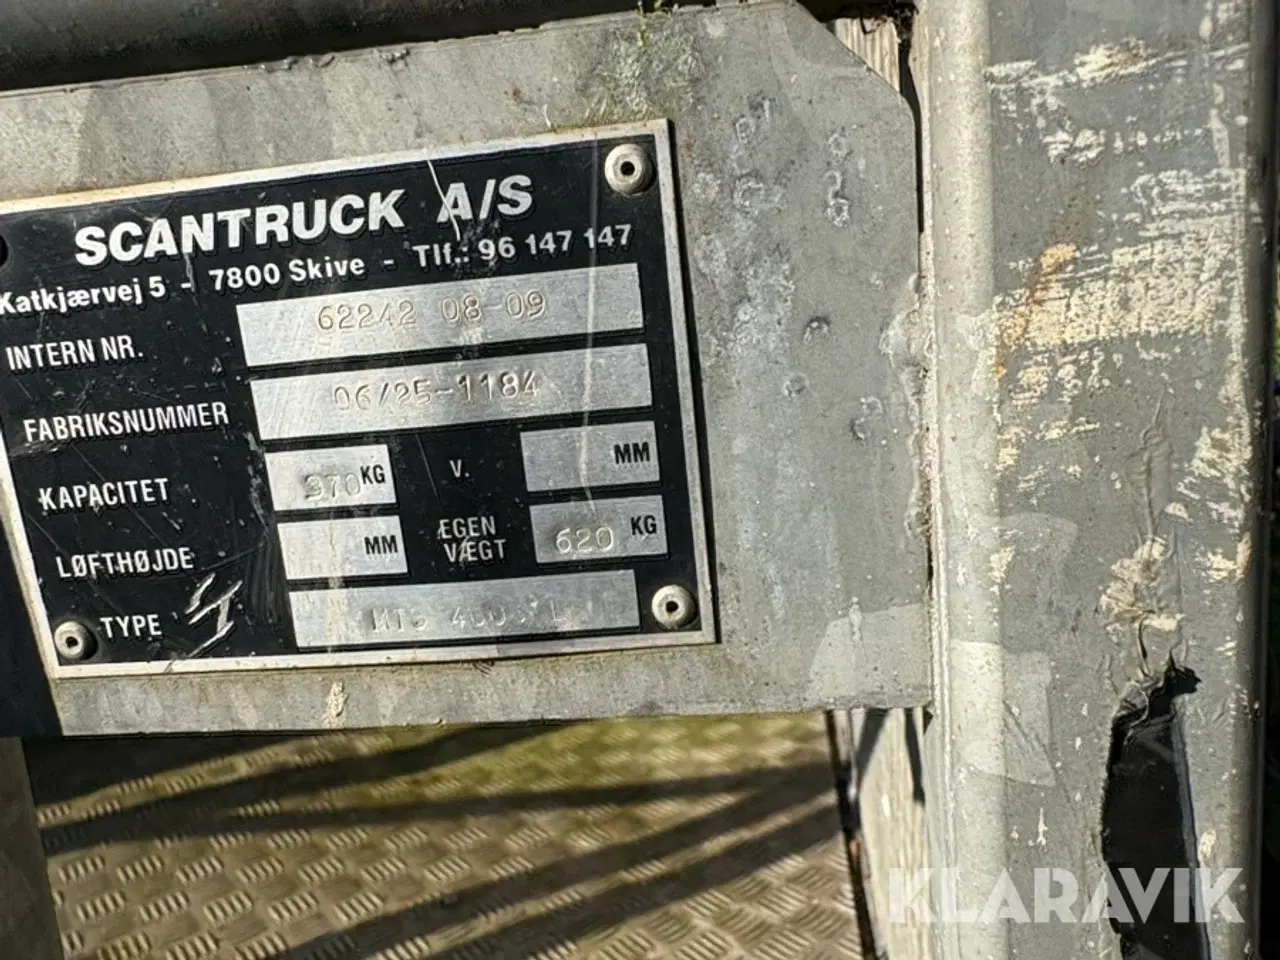 SCANTRUCK A/S
Katkjærvej 5 - 7800 Skive - Tlf.: 96 147 147
INTERN NR. 62242 08-09
FABRIKSNUMMER 06/25-1184
KAPACITET 370 KG V. MM
LØFTHØJDE MM ÆGEN VÆGT 620 KG
TYPE
KLARAVIK